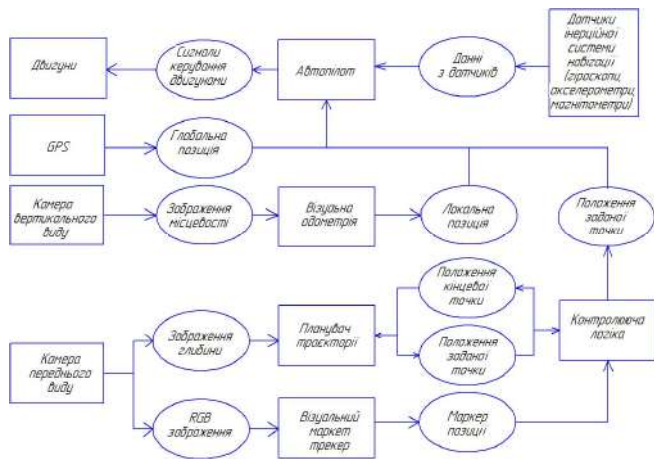 Двигуни
Сигнали
керування
двигунами
Автопілот
Данні
з датчиків
Датчики
інерційної
системи
навігації
(гіроскопи,
акселерометри,
магнітометри)
GPS
Глобальна
позиція
Камера
вертикального
виду
Зображення
місцевості
Візуальна
одометрія
Локальна
позиція
Положення
заданої
точки
Положення
кінцевої
точки
Камера
переднього
виду
Зображення
глибини
Планувач
траєкторії
Положення
заданої
точки
Контролююча
логіка
RGB
зображення
Візуальний
маркет
трекер
Маркер
позиції